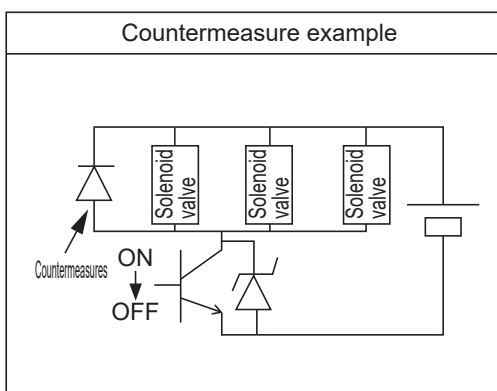 Countermeasure example
Solenoid
valve
Solenoid
valve
Solenoid
valve
Countermeasures
ON
OFF